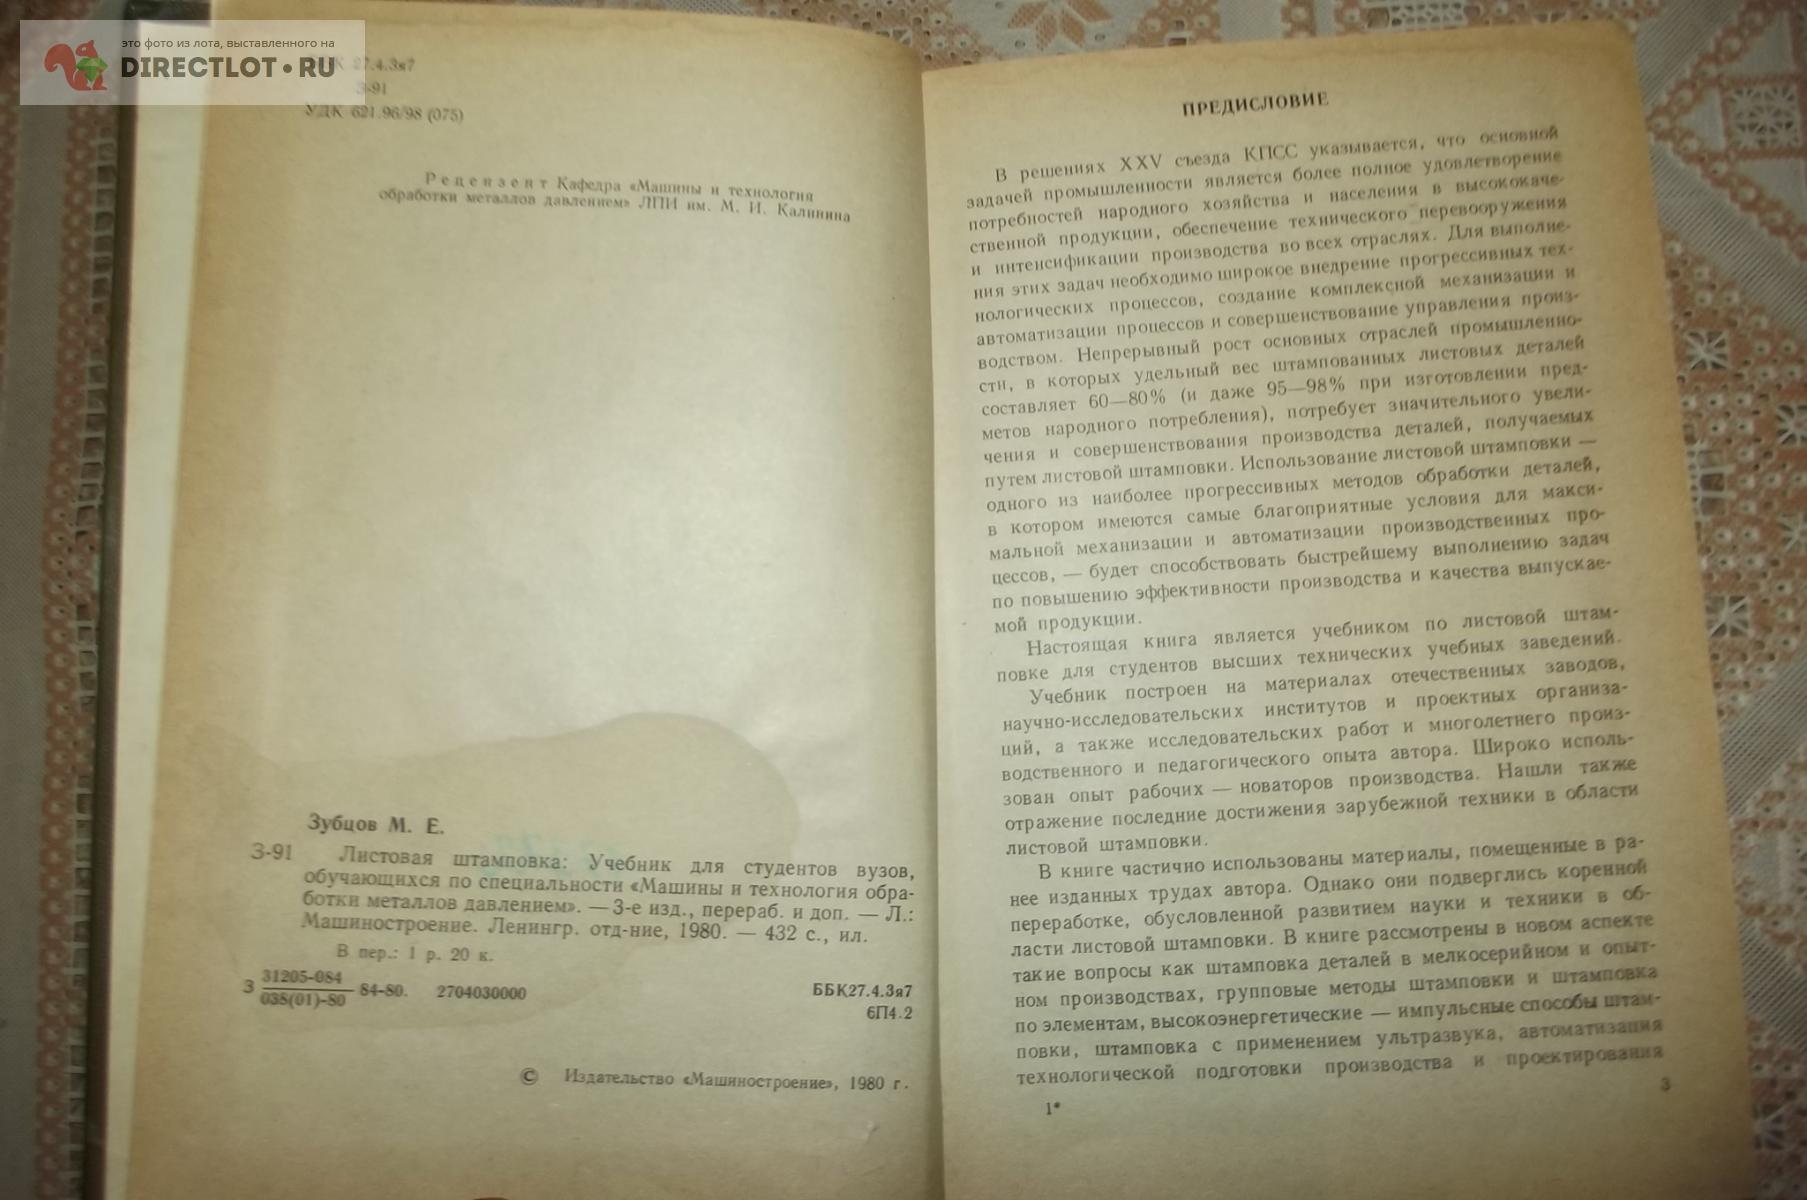 это фото из лота, выставленного на
DIRECTLOT.RU
27.4.3я7
З-91
УДК 621.96/98 (075)
Рецензент Кафедра «Машины и технология
обработки металлов давлением» ЛПИ им. М. И. Калинина
Зубцов М. Е.
З-91 Листовая штамповка: Учебник для студентов вузов,
обучающихся по специальности «Машины и технология обра-
ботки металлов давлением». — 3-е изд., перераб. и доп. — Л.:
Машиностроение. Ленингр. отд-ние, 1980. — 432 с., ил.
В пер.: 1 р. 20 к.
31205-084
З 84-80. 2704030000
038(01)-80
ББК27.4.3я7
6П4.2
© Издательство «Машиностроение», 1980 г.
ПРЕДИСЛОВИЕ
В решениях XXV съезда КПСС указывается, что основной
задачей промышленности является более полное удовлетворение
потребностей народного хозяйства и населения в высококаче-
ственной продукции, обеспечение технического перевооружения
и интенсификации производства во всех отраслях. Для выполне-
ния этих задач необходимо широкое внедрение прогрессивных тех-
нологических процессов, создание комплексной механизации и
автоматизации процессов и совершенствование управления произ-
водством. Непрерывный рост основных отраслей промышленно-
сти, в которых удельный вес штампованных листовых деталей
составляет 60—80% (и даже 95—98% при изготовлении пред-
метов народного потребления), потребует значительного увели-
чения и совершенствования производства деталей, получаемых
путем листовой штамповки. Использование листовой штамповки —
одного из наиболее прогрессивных методов обработки деталей,
в котором имеются самые благоприятные условия для макси-
мальной механизации и автоматизации производственных про-
цессов, — будет способствовать быстрейшему выполнению задач
по повышению эффективности производства и качества выпускае-
мой продукции.
Настоящая книга является учебником по листовой штам-
повке для студентов высших технических учебных заведений.
Учебник построен на материалах отечественных заводов,
научно-исследовательских институтов и проектных организа-
ций, а также исследовательских работ и многолетнего произ-
водственного и педагогического опыта автора. Широко исполь-
зован опыт рабочих — новаторов производства. Нашли также
отражение последние достижения зарубежной техники в области
листовой штамповки.
В книге частично использованы материалы, помещенные в ра-
нее изданных трудах автора. Однако они подверглись коренной
переработке, обусловленной развитием науки и техники в об-
ласти листовой штамповки. В книге рассмотрены в новом аспекте
такие вопросы как штамповка деталей в мелкосерийном и опыт-
ном производствах, групповые методы штамповки и штамповка
по элементам, высокоэнергетические — импульсные способы штам-
повки, штамповка с применением ультразвука, автоматизация
технологической подготовки производства и проектирования
1*
3